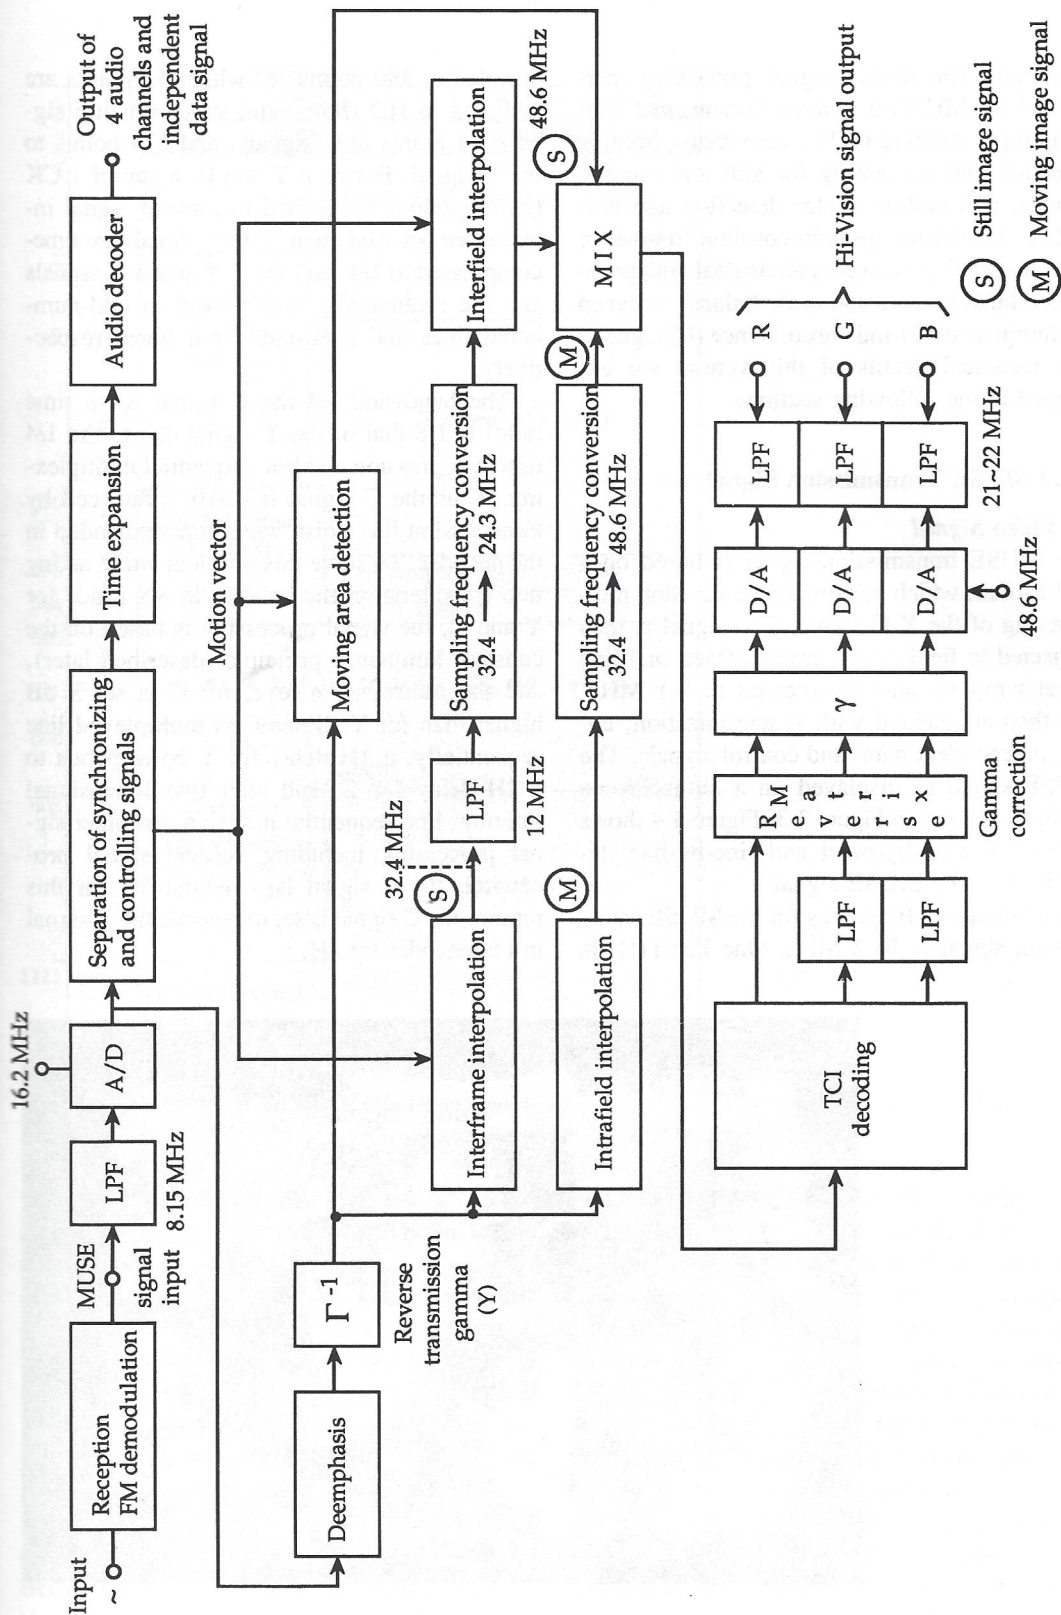 Input
~
Reception
FM demodulation
MUSE
signal
input
LPF
8.15 MHz
16.2 MHz
A/D
Separation of synchronizing
and controlling signals
Time expansion
Audio decoder
Output of
4 audio
channels and
independent
data signal
Motion vector
Deemphasis
Γ -1
Reverse
transmission
gamma
(Y)
Moving area detection
Interframe interpolation
S
32.4 MHz
LPF
12 MHz
Sampling frequency conversion
32.4 → 24.3 MHz
Interfield interpolation
Intrafield interpolation
M
Sampling frequency conversion
32.4 → 48.6 MHz
M
S
48.6 MHz
MIX
TCI
decoding
LPF
LPF
Reverse
Matrix
γ
Gamma
correction
D/A
D/A
D/A
48.6 MHz
LPF
LPF
LPF
21~22 MHz
R
G
B
Hi-Vision signal output
S Still image signal
M Moving image signal